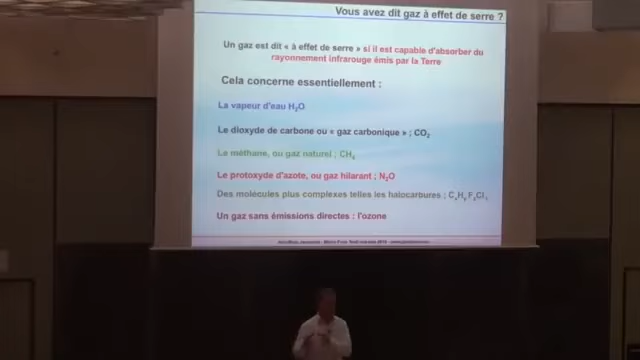 Vous avez dit gaz à effet de serre ?
Un gaz est dit « à effet de serre » si il est capable d'absorber du
rayonnement infrarouge émis par la Terre
Cela concerne essentiellement :
La vapeur d'eau H₂O
Le dioxyde de carbone ou « gaz carbonique » ; CO₂
Le méthane, ou gaz naturel ; CH₄
Le protoxyde d'azote, ou gaz hilarant ; N₂O
Des molécules plus complexes telles les halocarbures ;
Un gaz sans émissions directes : l'ozone